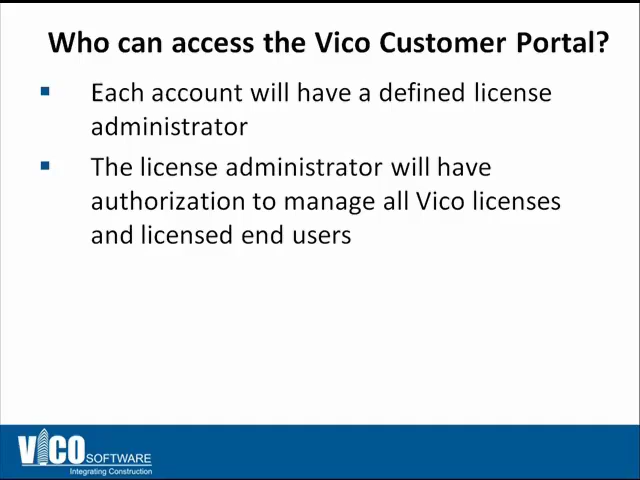 Who can access the Vico Customer Portal?
Each account will have a defined license
administrator
The license administrator will have
authorization to manage all Vico licenses
and licensed end users
VICO SOFTWARE
Integrating Construction